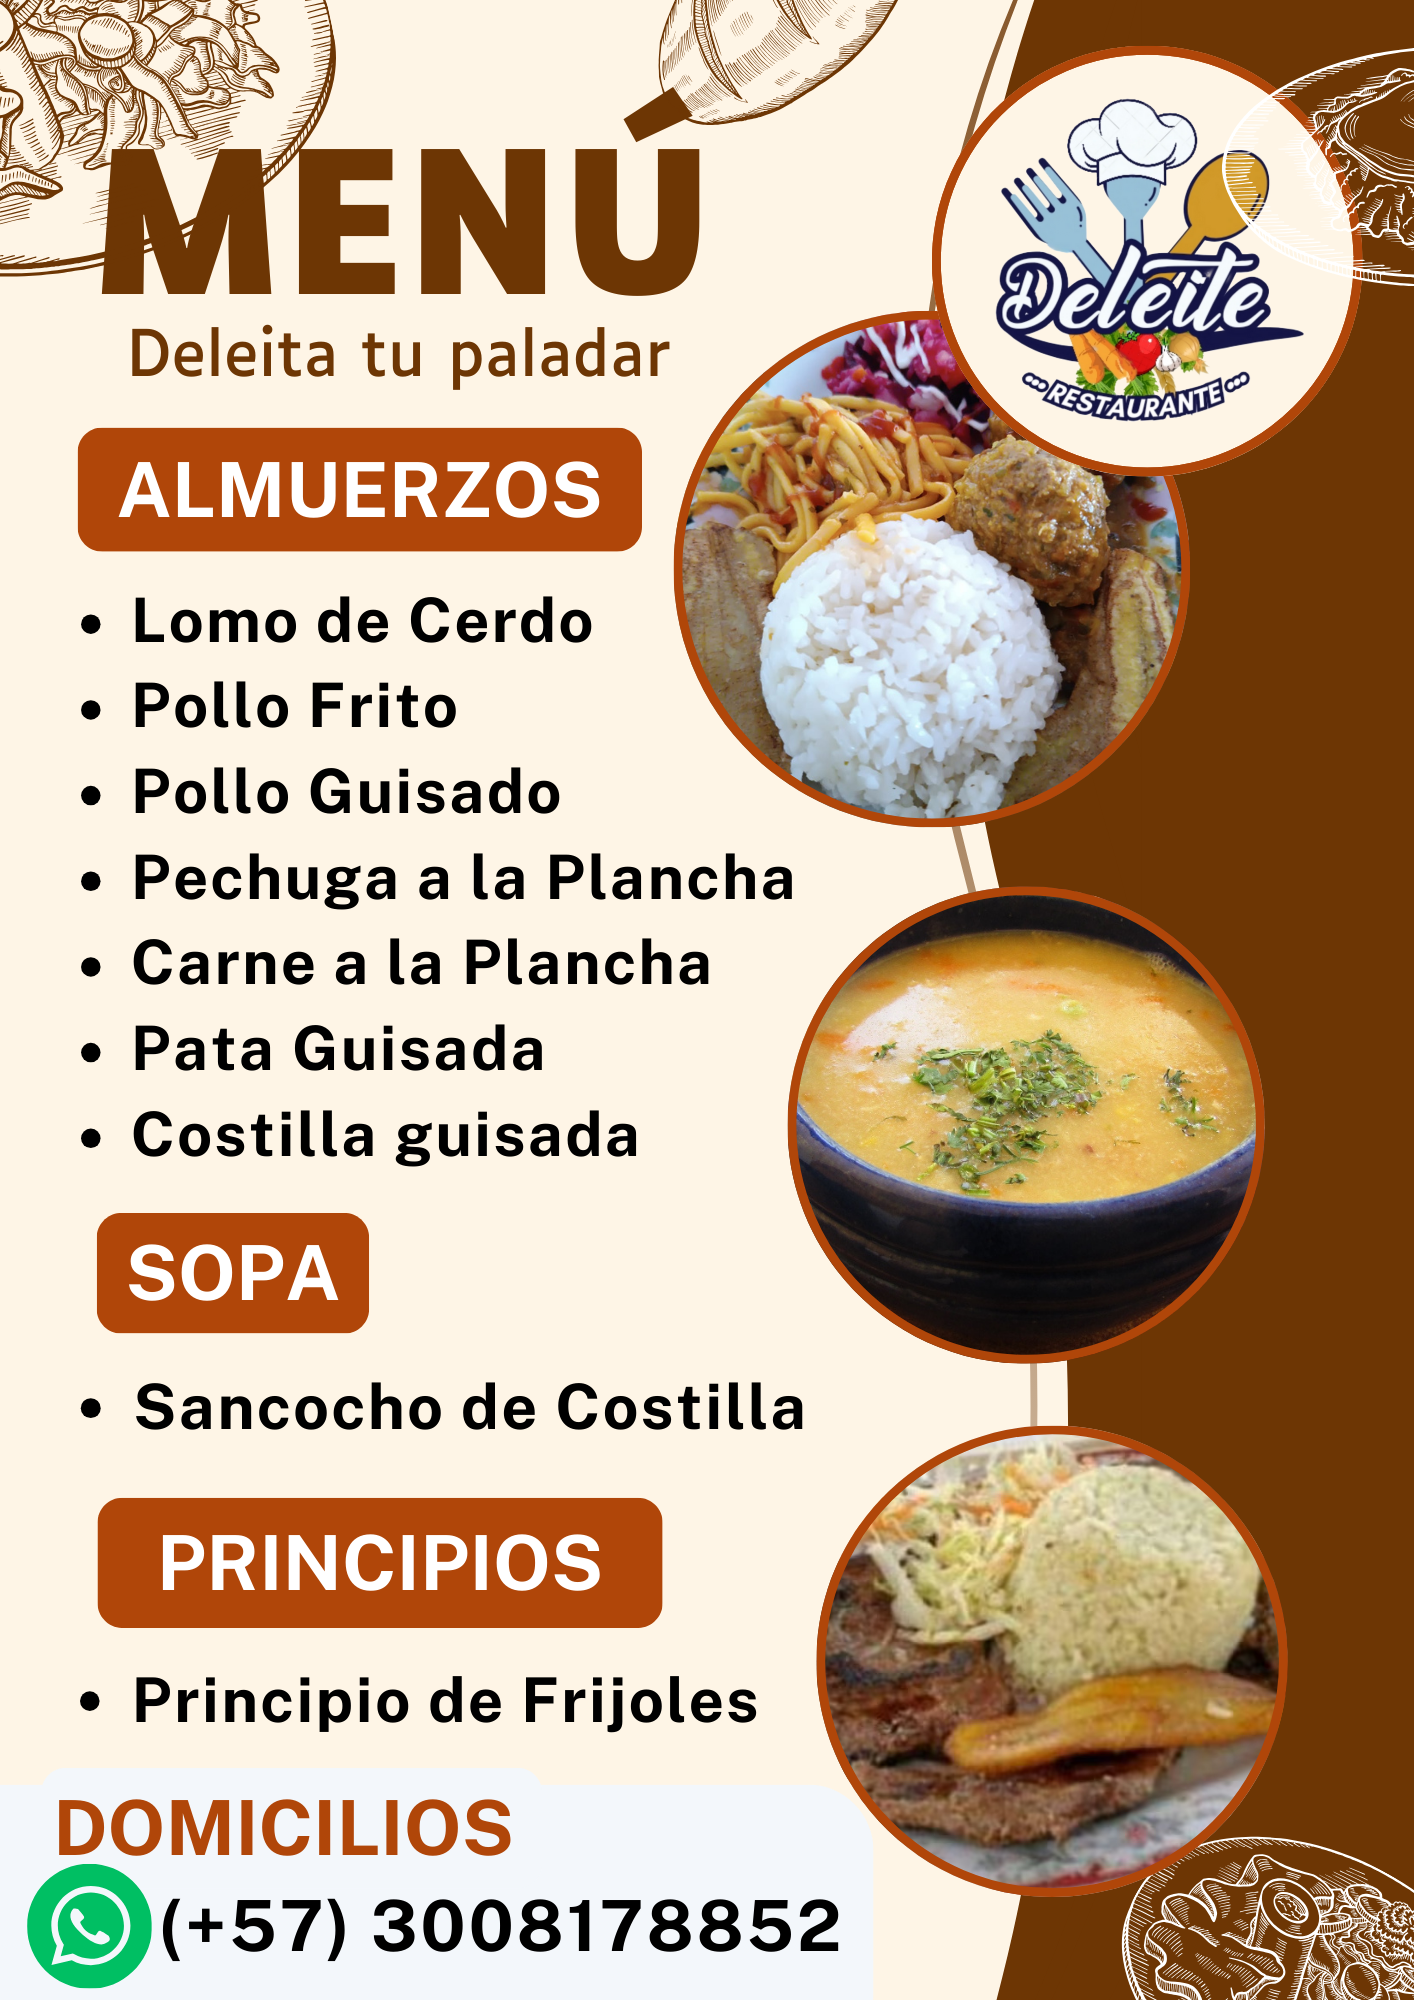 MENÚ
Deleita tu paladar
Deleite
RESTAURANTE
ALMUERZOS
• Lomo de Cerdo
• Pollo Frito
• Pollo Guisado
• Pechuga a la Plancha
• Carne a la Plancha
• Pata Guisada
• Costilla guisada
SOPA
• Sancocho de Costilla
PRINCIPIOS
• Principio de Frijoles
DOMICILIOS
(+57) 3008178852